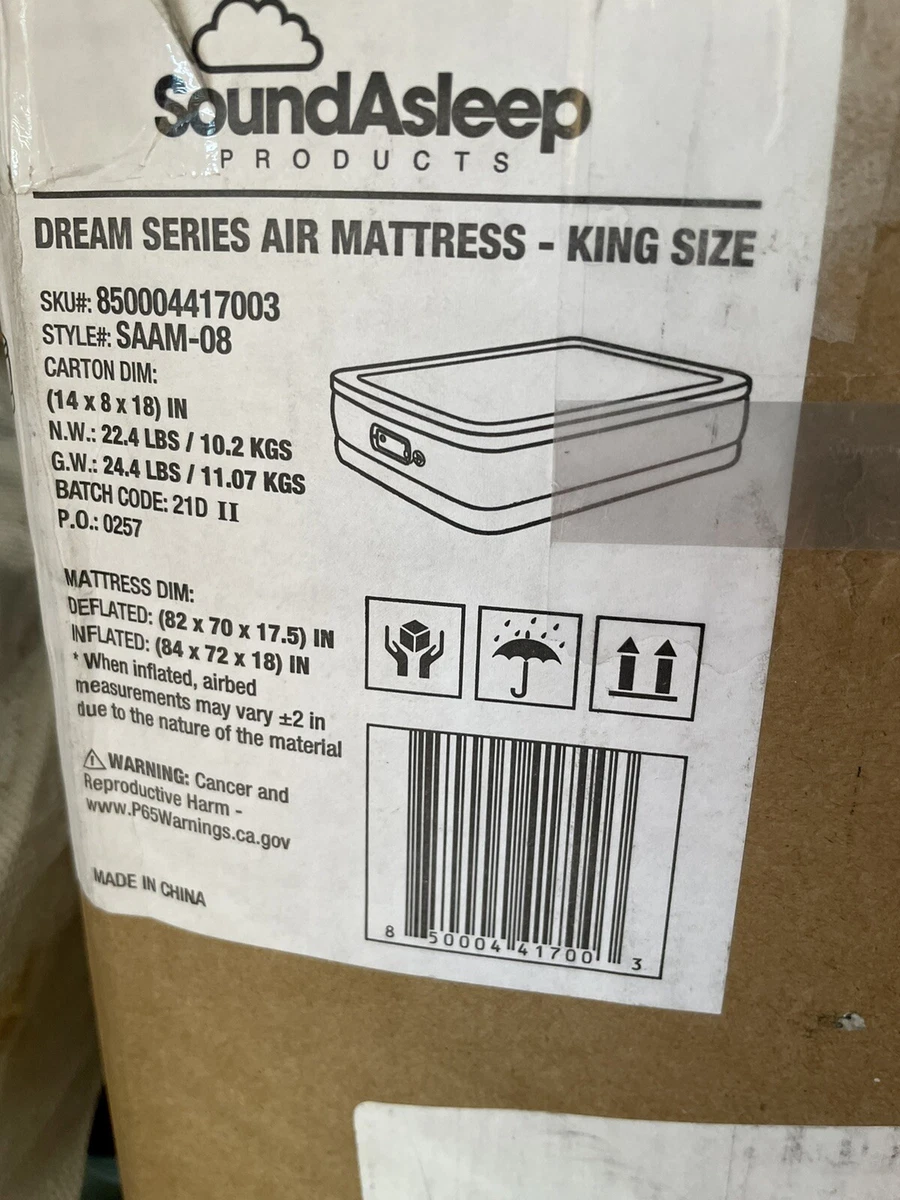 SoundAsleep
PRODUCTS
DREAM SERIES AIR MATTRESS - KING SIZE
SKU#: 850004417003
STYLE#: SAAM-08
CARTON DIM:
(14 x 8 x 18) IN
N.W.: 22.4 LBS / 10.2 KGS
G.W.: 24.4 LBS / 11.07 KGS
BATCH CODE: 21D II
P.O.: 0257
MATTRESS DIM:
DEFLATED: (82 x 70 x 17.5) IN
INFLATED: (84 x 72 x 18) IN
* When inflated, airbed
measurements may vary ±2 in
due to the nature of the material
⚠ WARNING: Cancer and
Reproductive Harm -
www.P65Warnings.ca.gov
MADE IN CHINA
8 50004 41700 3